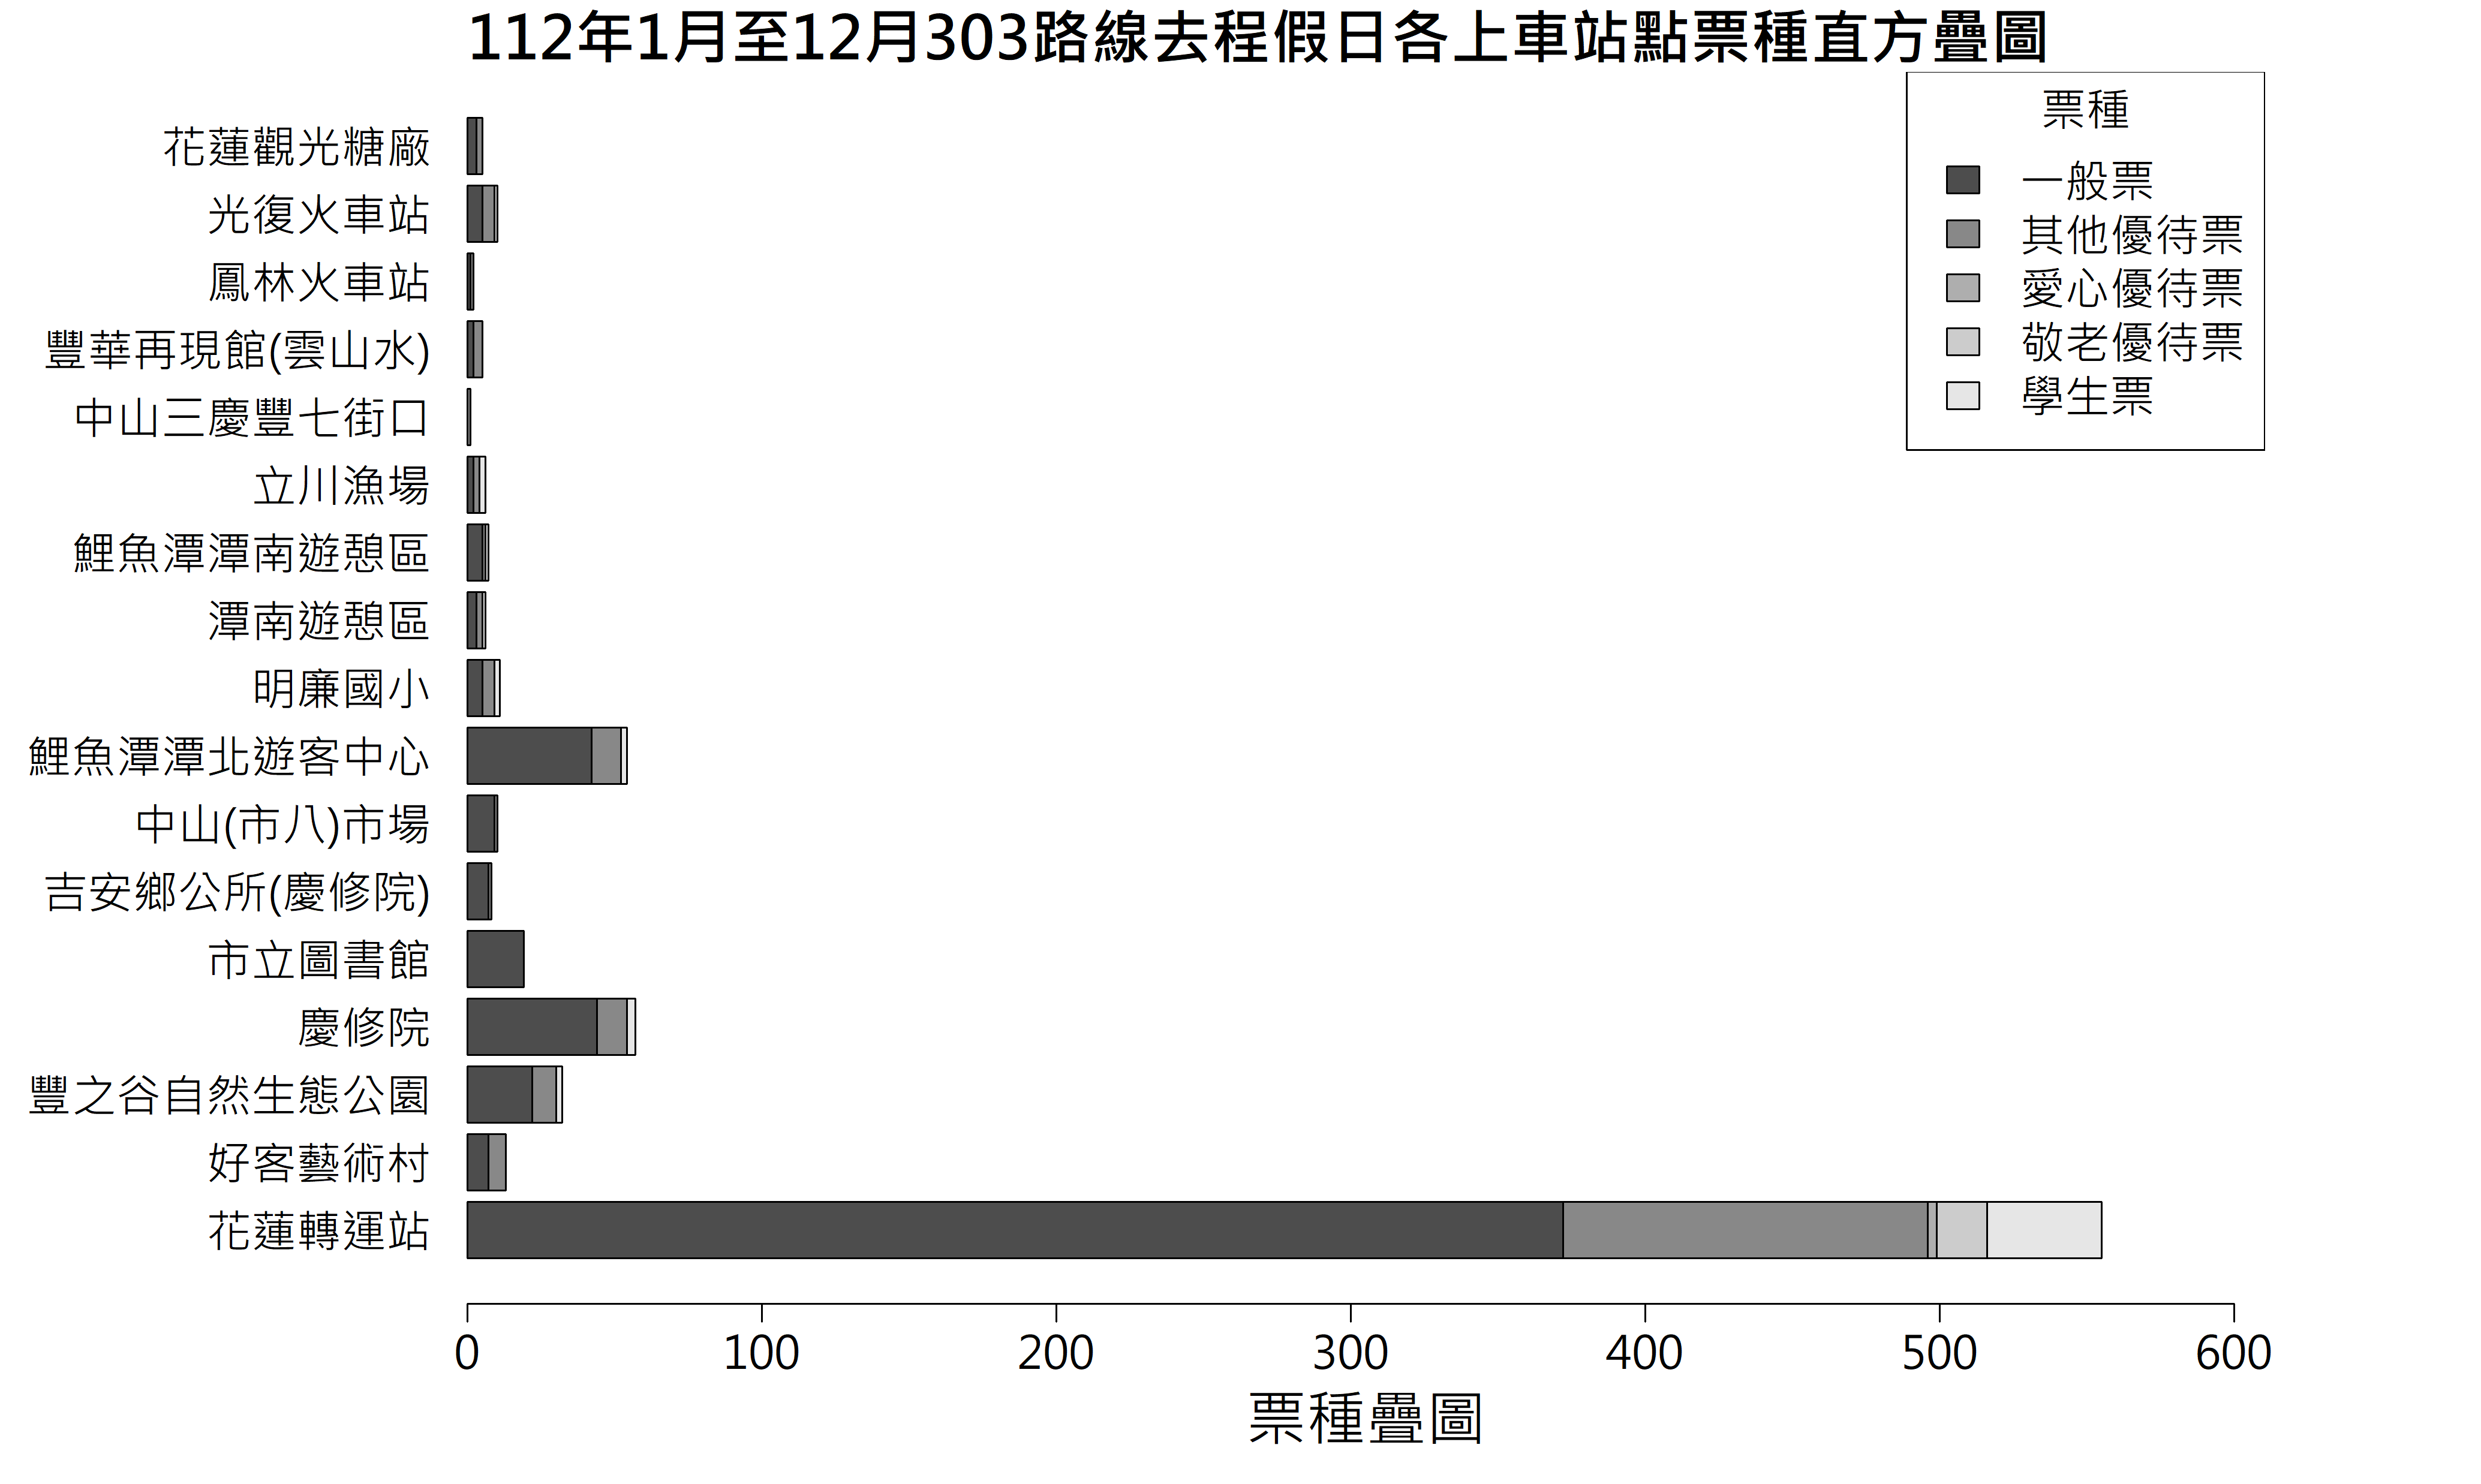 112年1月至12月303路線去程假日各上車站點票種直方疊圖
票種
一般票
其他優待票
愛心優待票
敬老優待票
學生票
花蓮觀光糖廠
光復火車站
鳳林火車站
豐華再現館(雲山水)
中山三慶豐七街口
立川漁場
鯉魚潭潭南遊憩區
潭南遊憩區
明廉國小
鯉魚潭潭北遊客中心
中山(市八)市場
吉安鄉公所(慶修院)
市立圖書館
慶修院
豐之谷自然生態公園
好客藝術村
花蓮轉運站
0 100 200 300 400 500 600
票種疊圖